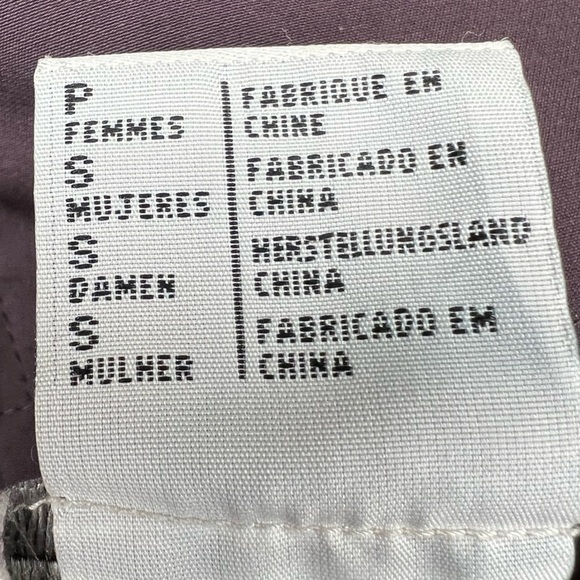 P
FEMMES
S
MUJERES
S
DAMEN
S
MULHER
FABRIQUE EN
CHINE
FABRICADO EN
CHINA
HERSTELLUNGSLAND
CHINA
FABRICADO EM
CHINA